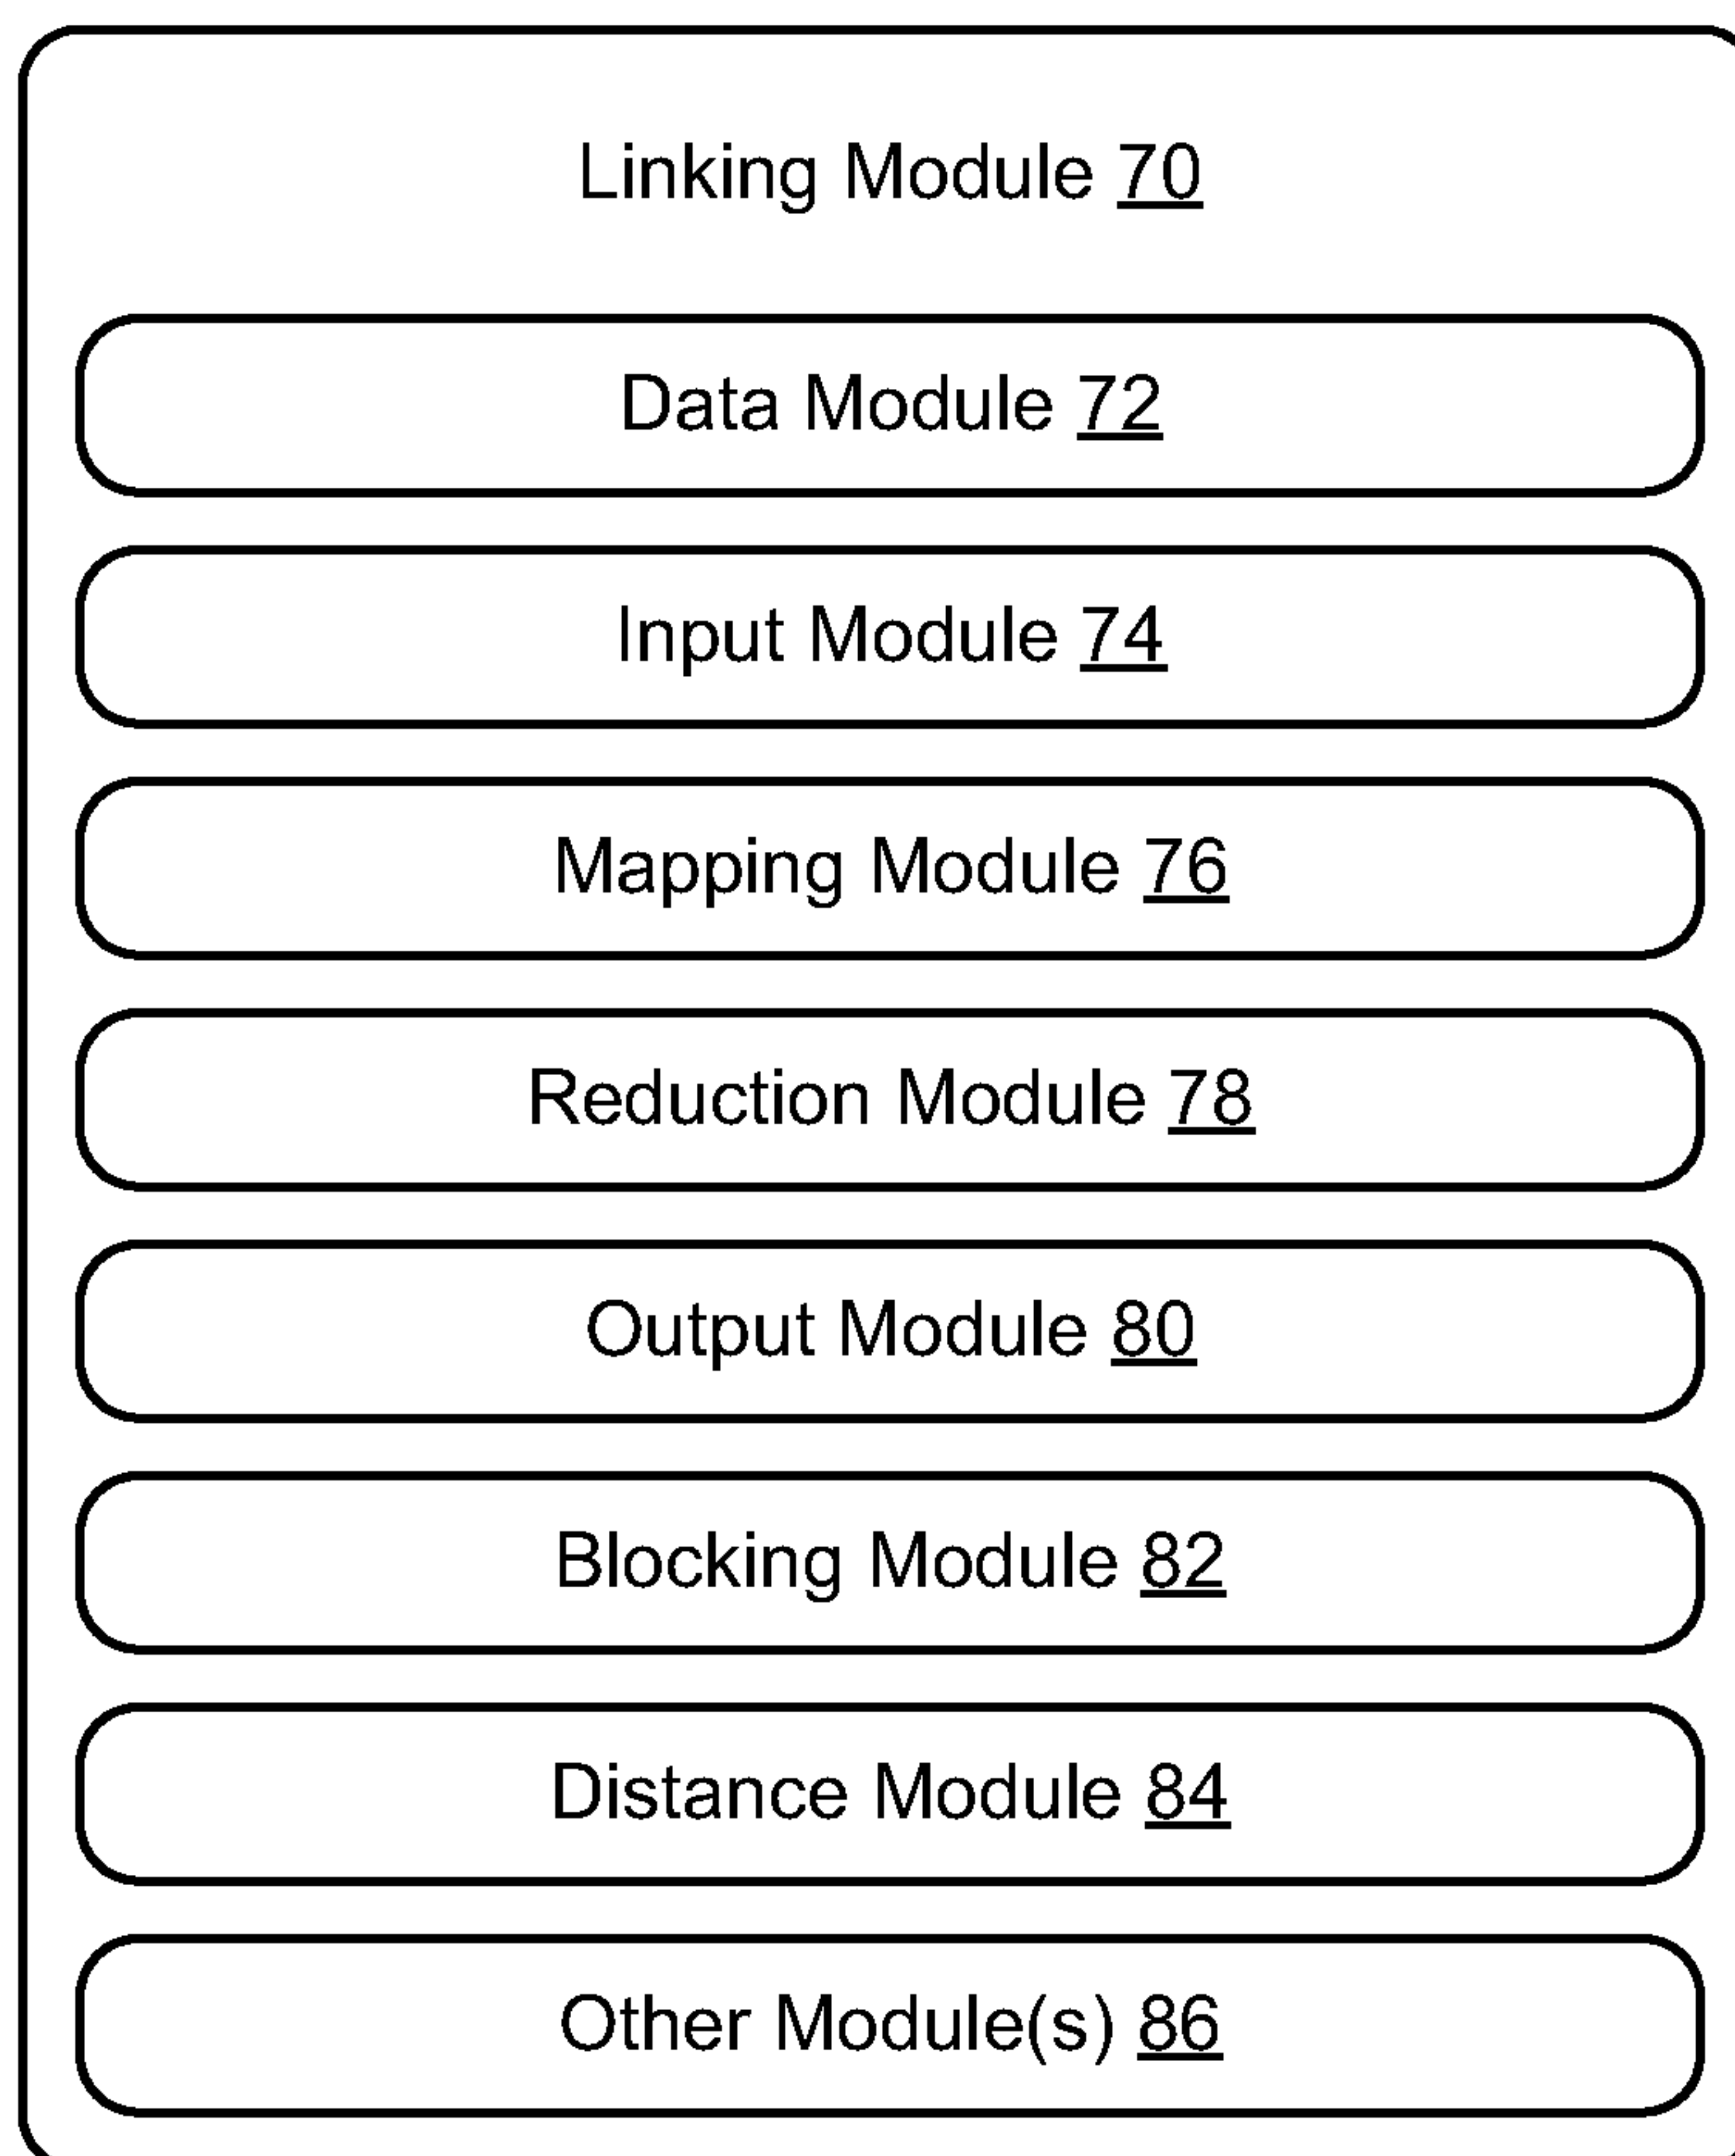 Linking Module 70
Data Module 72
Input Module 74
Mapping Module 76
Reduction Module 78
Output Module 80
Blocking Module 82
Distance Module 84
Other Module(s) 86